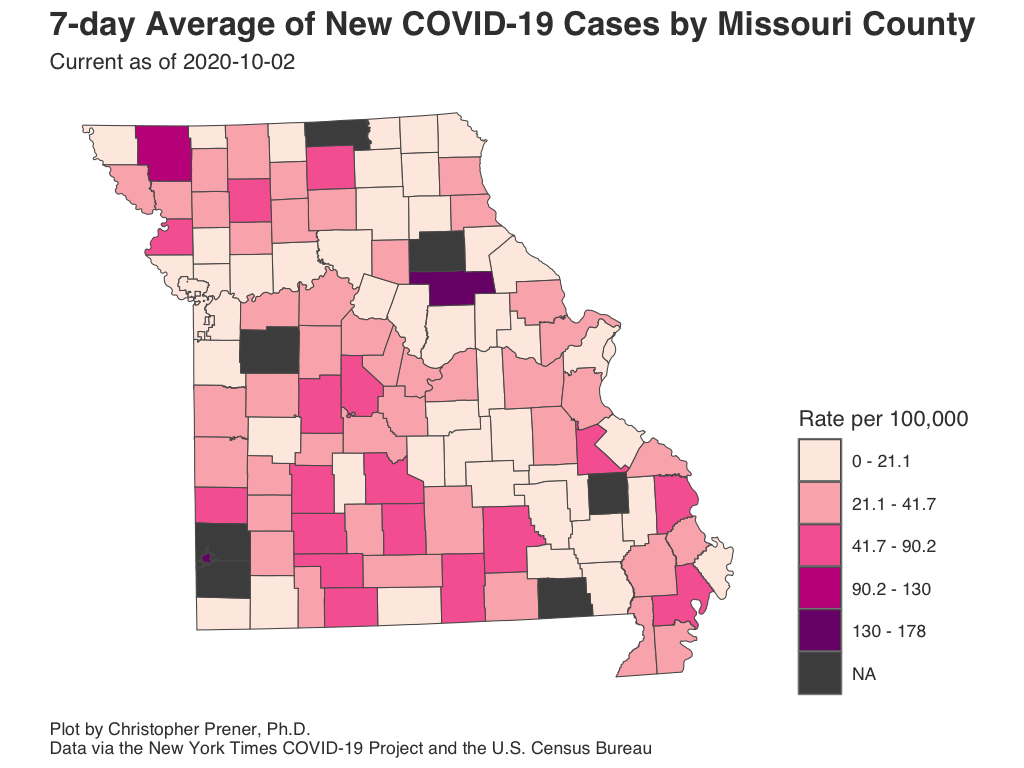 7-day Average of New COVID-19 Cases by Missouri County
Current as of 2020-10-02
Rate per 100,000
0 - 21.1
21.1 - 41.7
41.7 - 90.2
90.2 - 130
130 - 178
NA
Plot by Christopher Prener, Ph.D.
Data via the New York Times COVID-19 Project and the U.S. Census Bureau